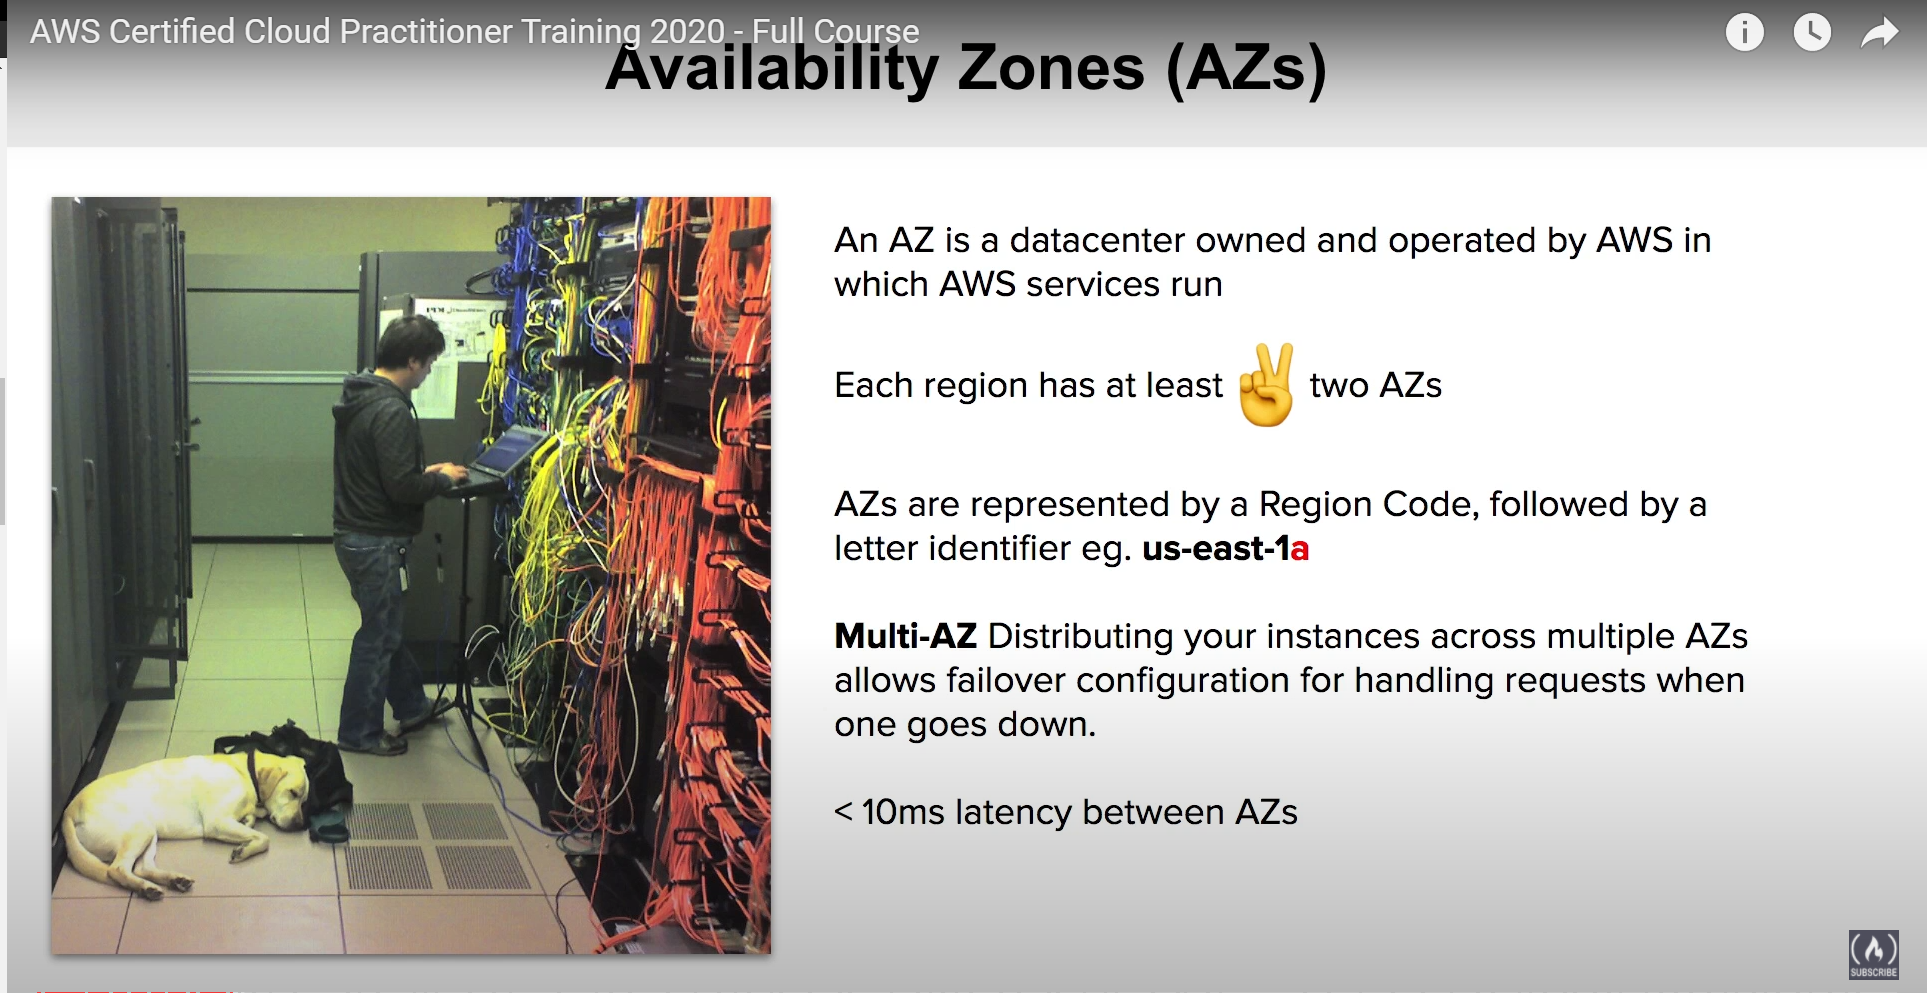 AWS Certified Cloud Practitioner Training 2020 - Full Course
Availability Zones (AZs)
An AZ is a datacenter owned and operated by AWS in
which AWS services run
Each region has at least ✌ two AZs
AZs are represented by a Region Code, followed by a
letter identifier eg. us-east-1a
Multi-AZ Distributing your instances across multiple AZs
allows failover configuration for handling requests when
one goes down.
< 10ms latency between AZs
SUBSCRIBE